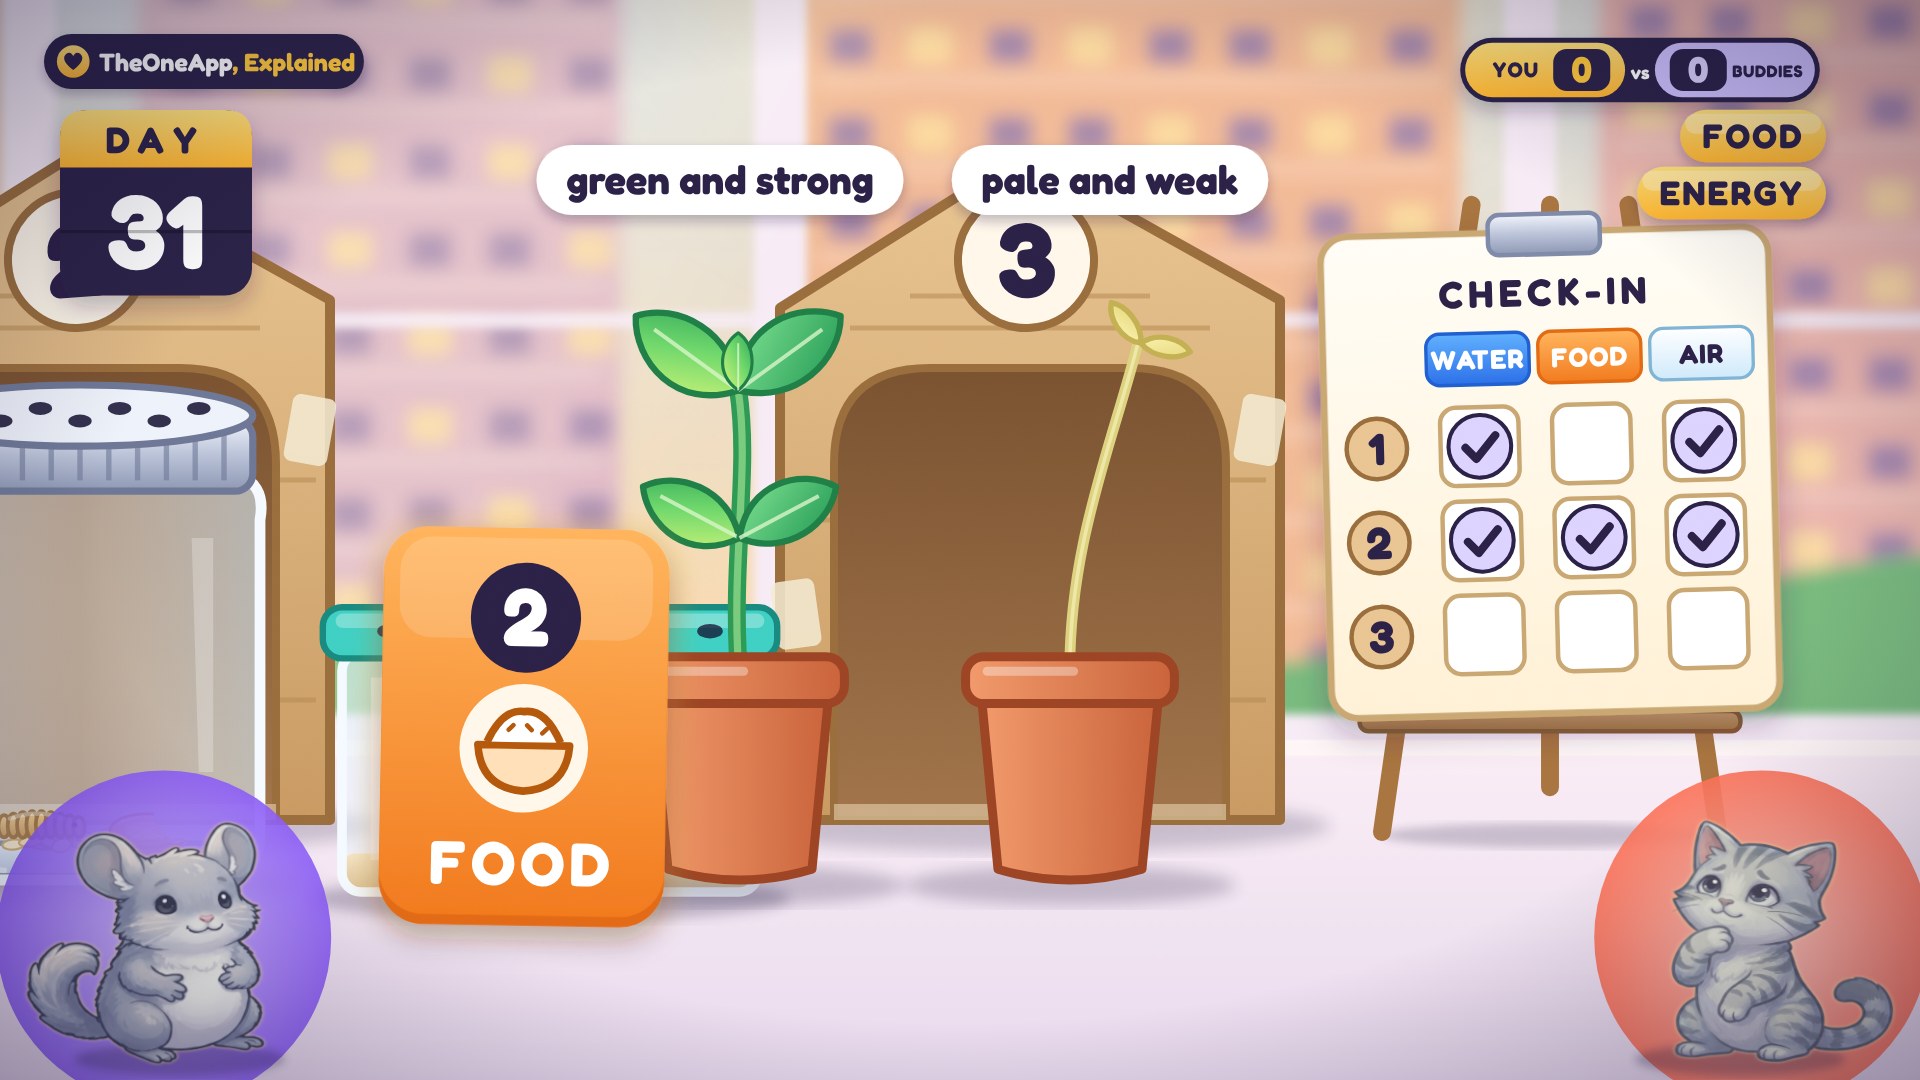 TheOneApp, Explained
YOU 0 vs 0 BUDDIES
DAY
31
FOOD
ENERGY
green and strong
pale and weak
3
CHECK-IN
WATER FOOD AIR
1
2
3
2
FOOD